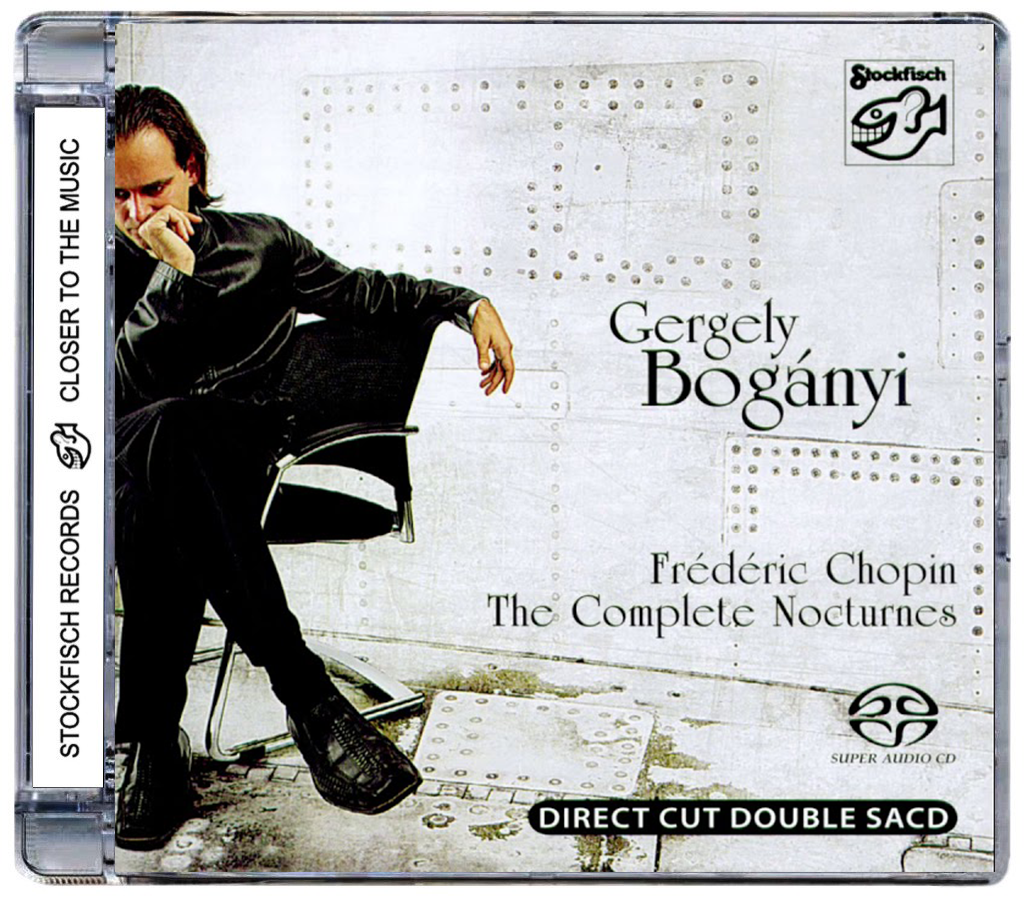 STOCKFISCH RECORDS CLOSER TO THE MUSIC
Stockfisch
Gergely
Bogányi
Frédéric Chopin
The Complete Nocturnes
SUPER AUDIO CD
DIRECT CUT DOUBLE SACD